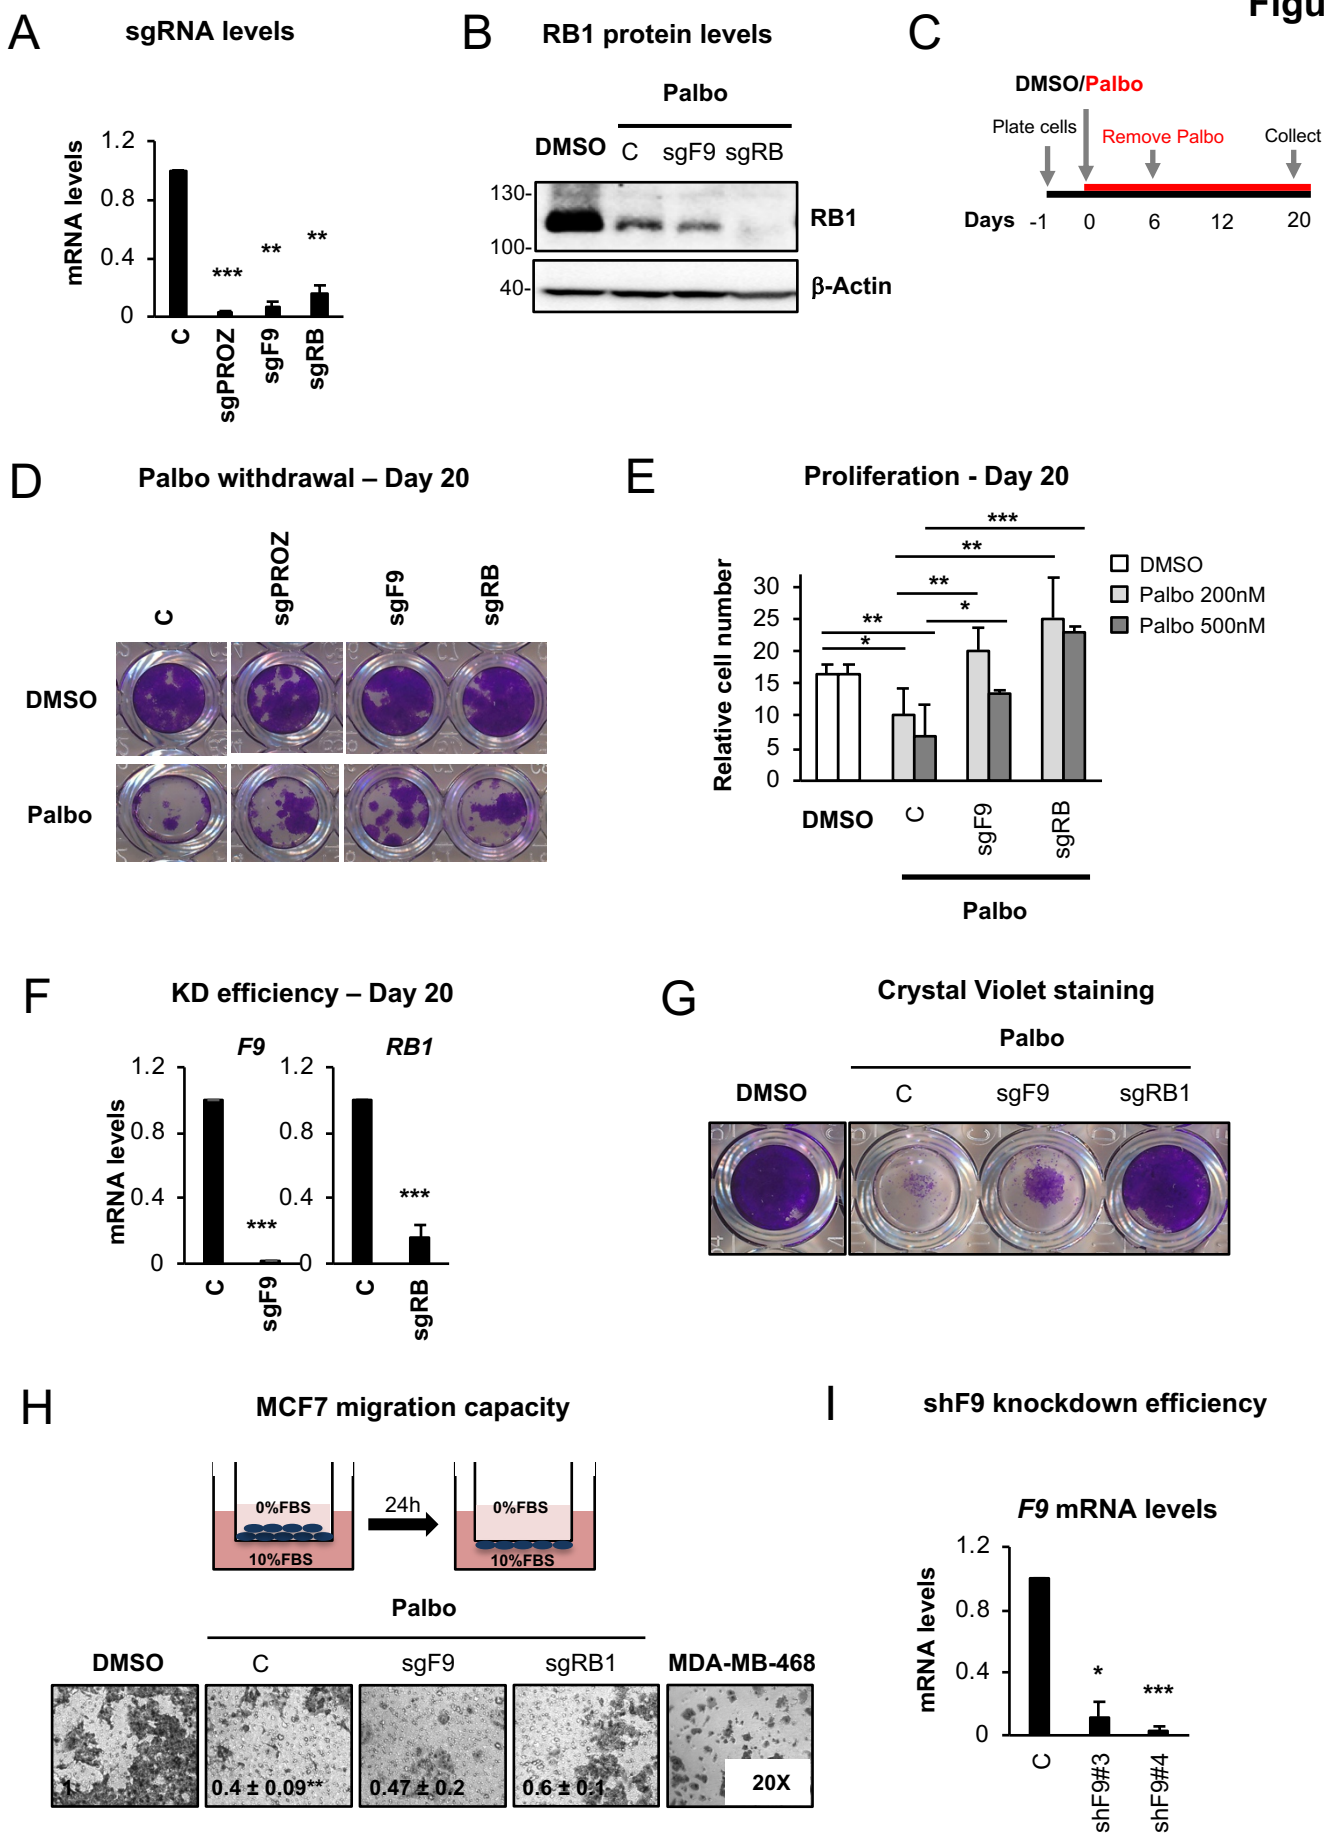 Figu
A
sgRNA levels
mRNA levels
1.2
0.8
0.4
0
***
**
**
C
sgPROZ
sgF9
sgRB
B
RB1 protein levels
Palbo
DMSO C sgF9 sgRB
130-
100-
RB1
40-
β-Actin
C
DMSO/Palbo
Plate cells
Remove Palbo
Collect
Days -1 0 6 12 20
D
Palbo withdrawal – Day 20
C
sgPROZ
sgF9
sgRB
DMSO
Palbo
E
Proliferation - Day 20
Relative cell number
30
25
20
15
10
5
0
***
**
**
*
**
*
DMSO
Palbo 200nM
Palbo 500nM
DMSO
C
sgF9
sgRB
Palbo
F
KD efficiency – Day 20
mRNA levels
F9
1.2
0.8
0.4
0
***
C
sgF9
RB1
1.2
0.8
0.4
0
***
C
sgRB
G
Crystal Violet staining
Palbo
DMSO C sgF9 sgRB1
H
MCF7 migration capacity
0%FBS
10%FBS
24h
0%FBS
10%FBS
Palbo
DMSO C sgF9 sgRB1 MDA-MB-468
1
0.4 ± 0.09**
0.47 ± 0.2
0.6 ± 0.1
20X
I
shF9 knockdown efficiency
F9 mRNA levels
mRNA levels
1.2
0.8
0.4
0
*
***
C
shF9#3
shF9#4